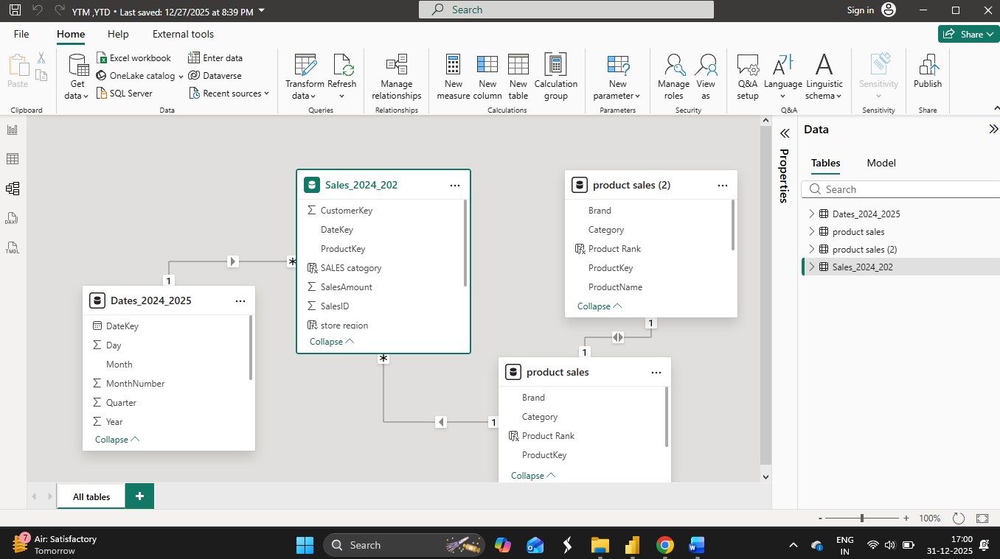 YTM ,YTD • Last saved: 12/27/2025 at 8:39 PM
Search
Sign in
File
Home
Help
External tools
Share
Paste
Get data
Excel workbook
OneLake catalog
SQL Server
Enter data
Dataverse
Recent sources
Transform data
Refresh
Manage relationships
New measure
New column
New table
Calculation group
New parameter
Manage roles
View as
Q&A setup
Language
Linguistic schema
Sensitivity
Publish
Clipboard
Data
Queries
Relationships
Calculations
Parameters
Security
Q&A
Sensitivity
Share
DAX
TMDL
Sales_2024_202
CustomerKey
DateKey
ProductKey
SALES catogory
SalesAmount
SalesID
store region
Collapse
product sales (2)
Brand
Category
Product Rank
ProductKey
ProductName
Collapse
1
*
Dates_2024_2025
DateKey
Day
Month
MonthNumber
Quarter
Year
Collapse
1
1
*
1
product sales
Brand
Category
Product Rank
ProductKey
Collapse
Properties
Data
Tables
Model
Search
Dates_2024_2025
product sales
product sales (2)
Sales_2024_202
All tables
+
- + 100%
7
Air: Satisfactory
Tomorrow
Search
ENG
IN
17:00
31-12-2025